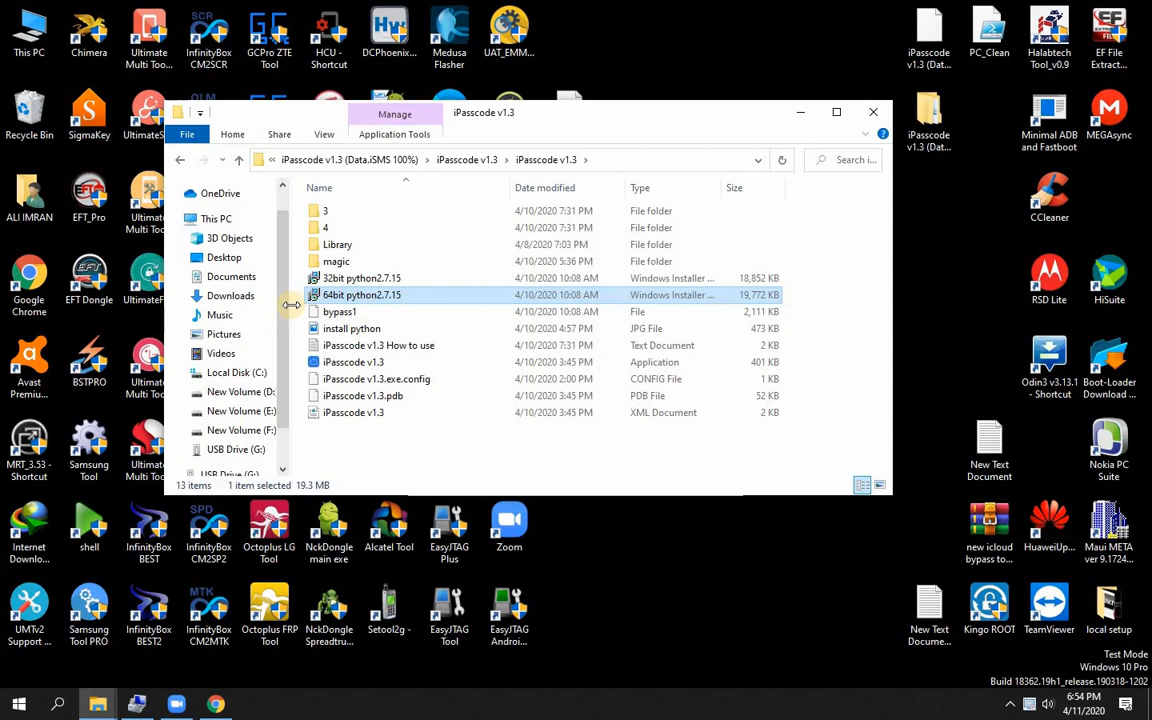 This PC
Chimera
Ultimate
Multi Too...
InfinityBox
CM2SCR
GCPro ZTE
Tool
HCU -
Shortcut
DCPhoenix...
Medusa
Flasher
UAT_EMM...
iPasscode
v1.3 (Dat...
PC_Clean
Halabtech
Tool_v0.9
EF File
Extract...
Recycle Bin
SigmaKey
Ultimate
iPasscode
v1.3 (Dat...
Minimal ADB
and Fastboot
MEGAsync
ALI IMRAN
EFT_Pro
Ultimate
Multi Too
CCleaner
Google
Chrome
EFT Dongle
UltimateF
RSD Lite
HiSuite
Avast
Premiu...
BSTPRO
Ultimate
Multi
Odin3 v3.13.1
- Shortcut
Boot-Loader
Download ...
MRT_3.53 -
Shortcut
Samsung
Tool
Ultimate
Multi
New Text
Document
Nokia PC
Suite
Manage
iPasscode v1.3
File
Home
Share
View
Application Tools
« iPasscode v1.3 (Data.iSMS 100%) › iPasscode v1.3 › iPasscode v1.3 ›
Search i...
Name
Date modified
Type
Size
OneDrive
This PC
3D Objects
Desktop
Documents
Downloads
Music
Pictures
Videos
Local Disk (C:)
New Volume (D:
New Volume (E:)
New Volume (F:)
USB Drive (G:)
USB Drive (G:)
3 4/10/2020 7:31 PM File folder
4 4/10/2020 7:31 PM File folder
Library 4/8/2020 7:03 PM File folder
magic 4/10/2020 5:36 PM File folder
32bit python2.7.15 4/10/2020 10:08 AM Windows Installer ... 18,852 KB
64bit python2.7.15 4/10/2020 10:08 AM Windows Installer ... 19,772 KB
bypass1 4/10/2020 10:08 AM File 2,111 KB
install python 4/10/2020 4:57 PM JPG File 473 KB
iPasscode v1.3 How to use 4/10/2020 7:31 PM Text Document 2 KB
iPasscode v1.3 4/10/2020 3:45 PM Application 401 KB
iPasscode v1.3.exe.config 4/10/2020 2:00 PM CONFIG File 1 KB
iPasscode v1.3.pdb 4/10/2020 3:45 PM PDB File 52 KB
iPasscode v1.3 4/10/2020 3:45 PM XML Document 2 KB
13 items 1 item selected 19.3 MB
Internet
Downlo...
shell
InfinityBox
BEST
InfinityBox
CM2SP2
Octoplus LG
Tool
NckDongle
main exe
Alcatel Tool
EasyJTAG
Plus
Zoom
new icloud
bypass to...
HuaweiUp...
Maui META
ver 9.1724...
UMTv2
Support ...
Samsung
Tool PRO
InfinityBox
BEST2
InfinityBox
CM2MTK
Octoplus FRP
Tool
NckDongle
Spreadtru...
Setool2g -
EasyJTAG
Tool
EasyJTAG
Androi...
New Text
Docume...
Kingo ROOT
TeamViewer
local setup
Test Mode
Windows 10 Pro
Build 18362.19h1_release.190318-1202
6:54 PM
4/11/2020